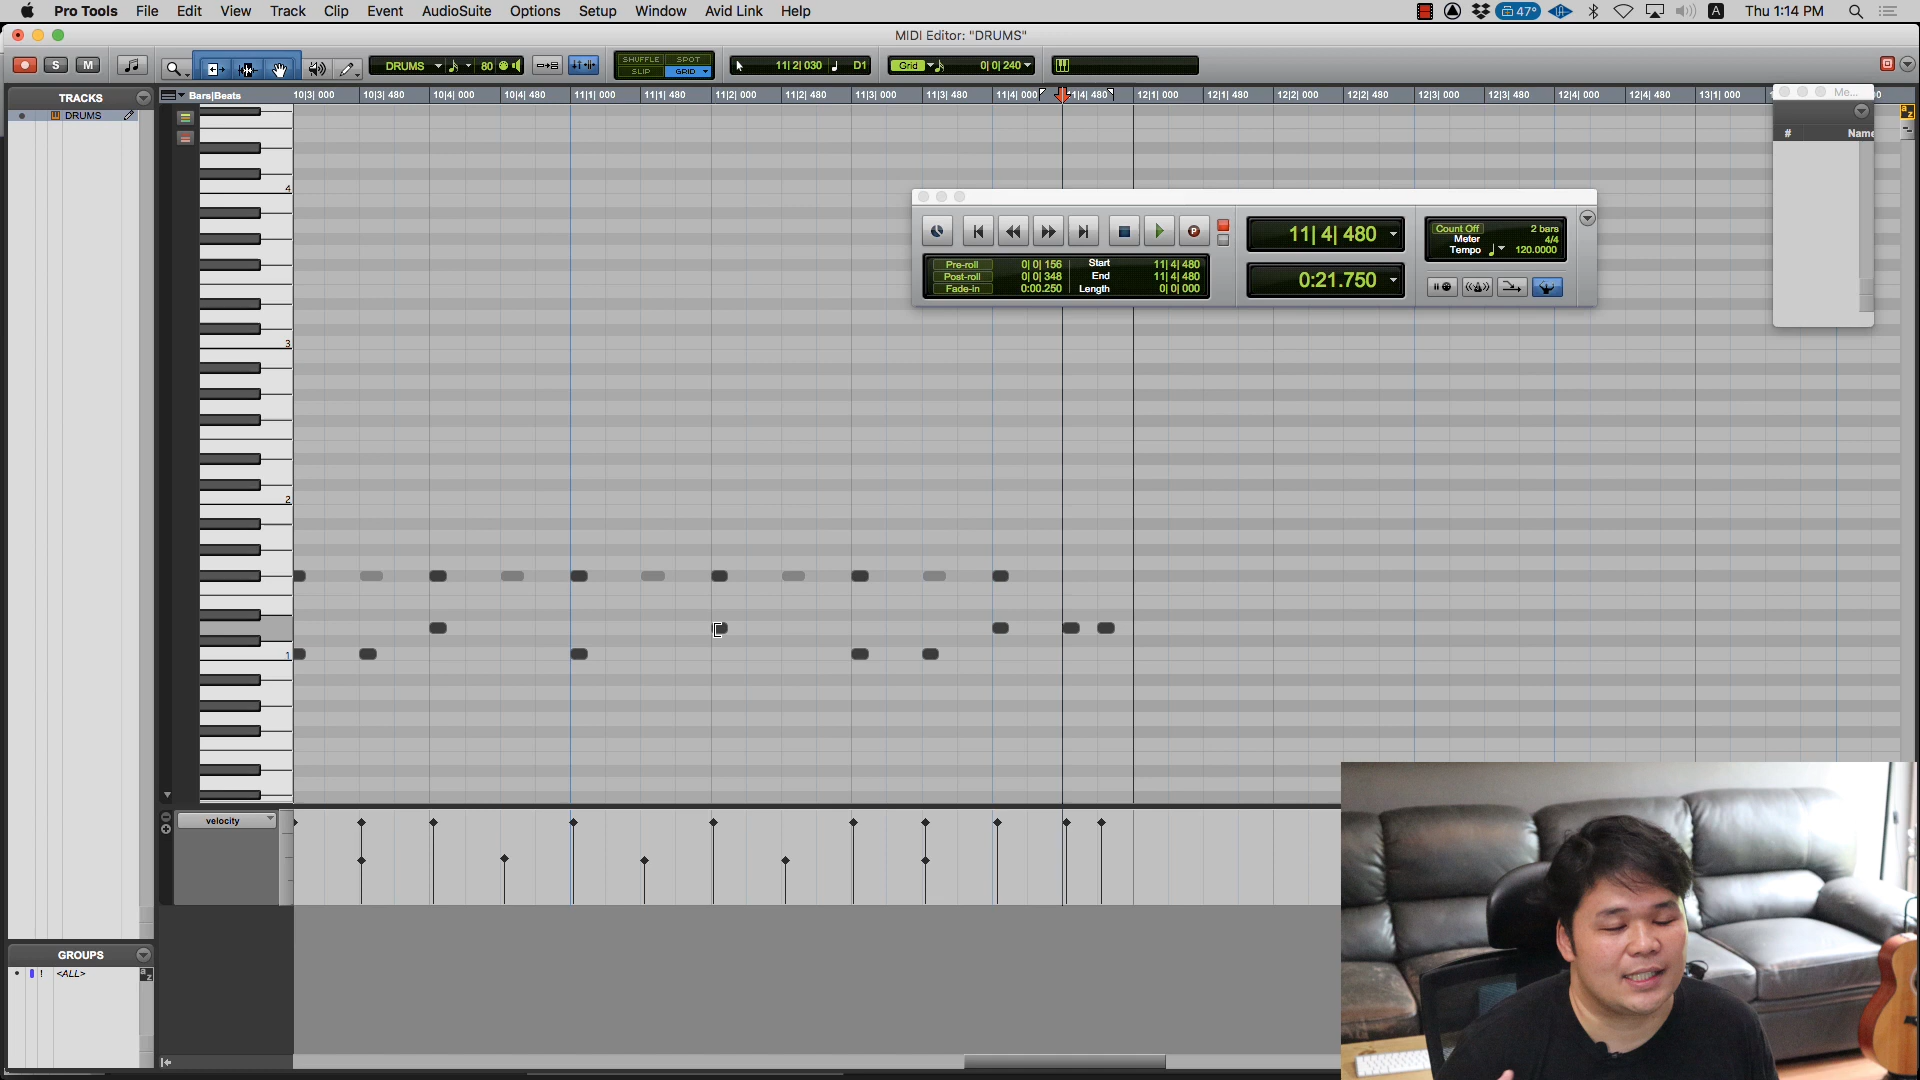 Pro Tools File Edit View Track Clip Event AudioSuite Options Setup Window Avid Link Help 47° A Thu 1:14 PM
MIDI Editor: "DRUMS"
S M DRUMS 80 SHUFFLE SPOT 11| 2| 030 D1 Grid 0| 0| 240
SLIP GRID
TRACKS Bars|Beats 10|3| 000 10|3| 480 10|4| 000 10|4| 480 11|1| 000 11|1| 480 11|2| 000 11|2| 480 11|3| 000 11|3| 480 11|4| 000 1|4| 480 12|1| 000 12|1| 480 12|2| 000 12|2| 480 12|3| 000 12|3| 480 12|4| 000 12|4| 480 13|1| 000
Me...
DRUMS
# Name
a z
4
11| 4| 480
Count Off 2 bars
Meter 4/4
Tempo 120.0000
P
Pre-roll 0| 0| 156 Start 11| 4| 480
Post-roll 0| 0| 348 End 11| 4| 480
Fade-in 0:00.250 Length 0| 0| 000
0:21.750
3
2
1
velocity
GROUPS
! <ALL> a z